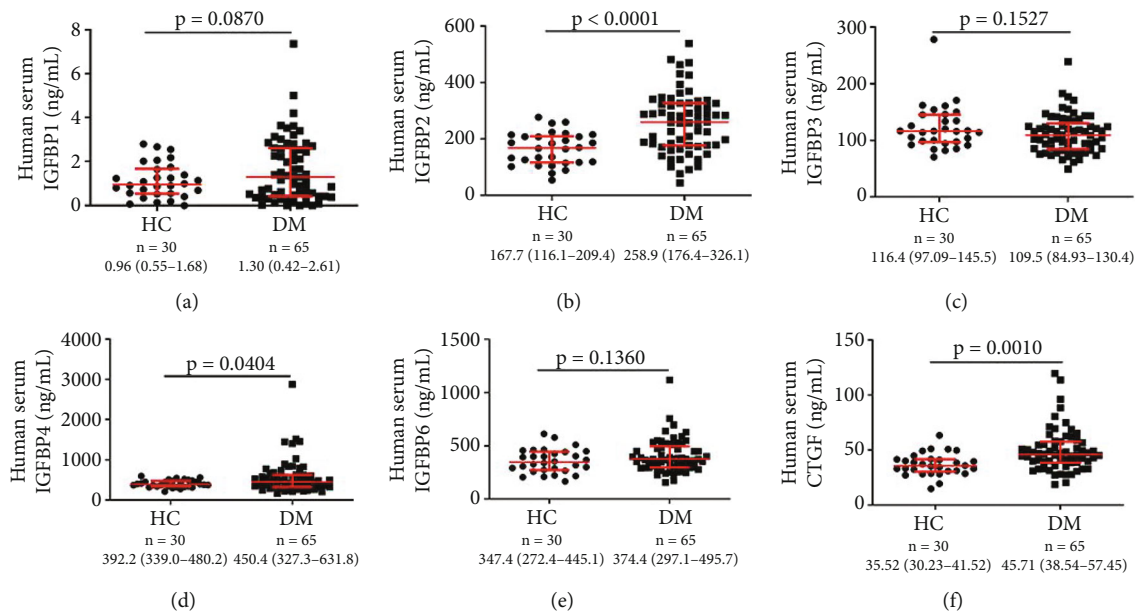 p = 0.0870
Human serum
IGFBP1 (ng/mL)
8
6
4
2
0
HC
DM
n = 30
n = 65
0.96 (0.55–1.68)
1.30 (0.42–2.61)
(a)
p < 0.0001
Human serum
IGFBP2 (ng/mL)
600
400
200
0
HC
DM
n = 30
n = 65
167.7 (116.1–209.4)
258.9 (176.4–326.1)
(b)
p = 0.1527
Human serum
IGFBP3 (ng/mL)
300
200
100
0
HC
DM
n = 30
n = 65
116.4 (97.09–145.5)
109.5 (84.93–130.4)
(c)
p = 0.0404
Human serum
IGFBP4 (ng/mL)
4000
3000
2000
1000
0
HC
DM
n = 30
n = 65
392.2 (339.0–480.2)
450.4 (327.3–631.8)
(d)
p = 0.1360
Human serum
IGFBP6 (ng/mL)
1500
1000
500
0
HC
DM
n = 30
n = 65
347.4 (272.4–445.1)
374.4 (297.1–495.7)
(e)
p = 0.0010
Human serum
CTGF (ng/mL)
150
100
50
0
HC
DM
n = 30
n = 65
35.52 (30.23–41.52)
45.71 (38.54–57.45)
(f)